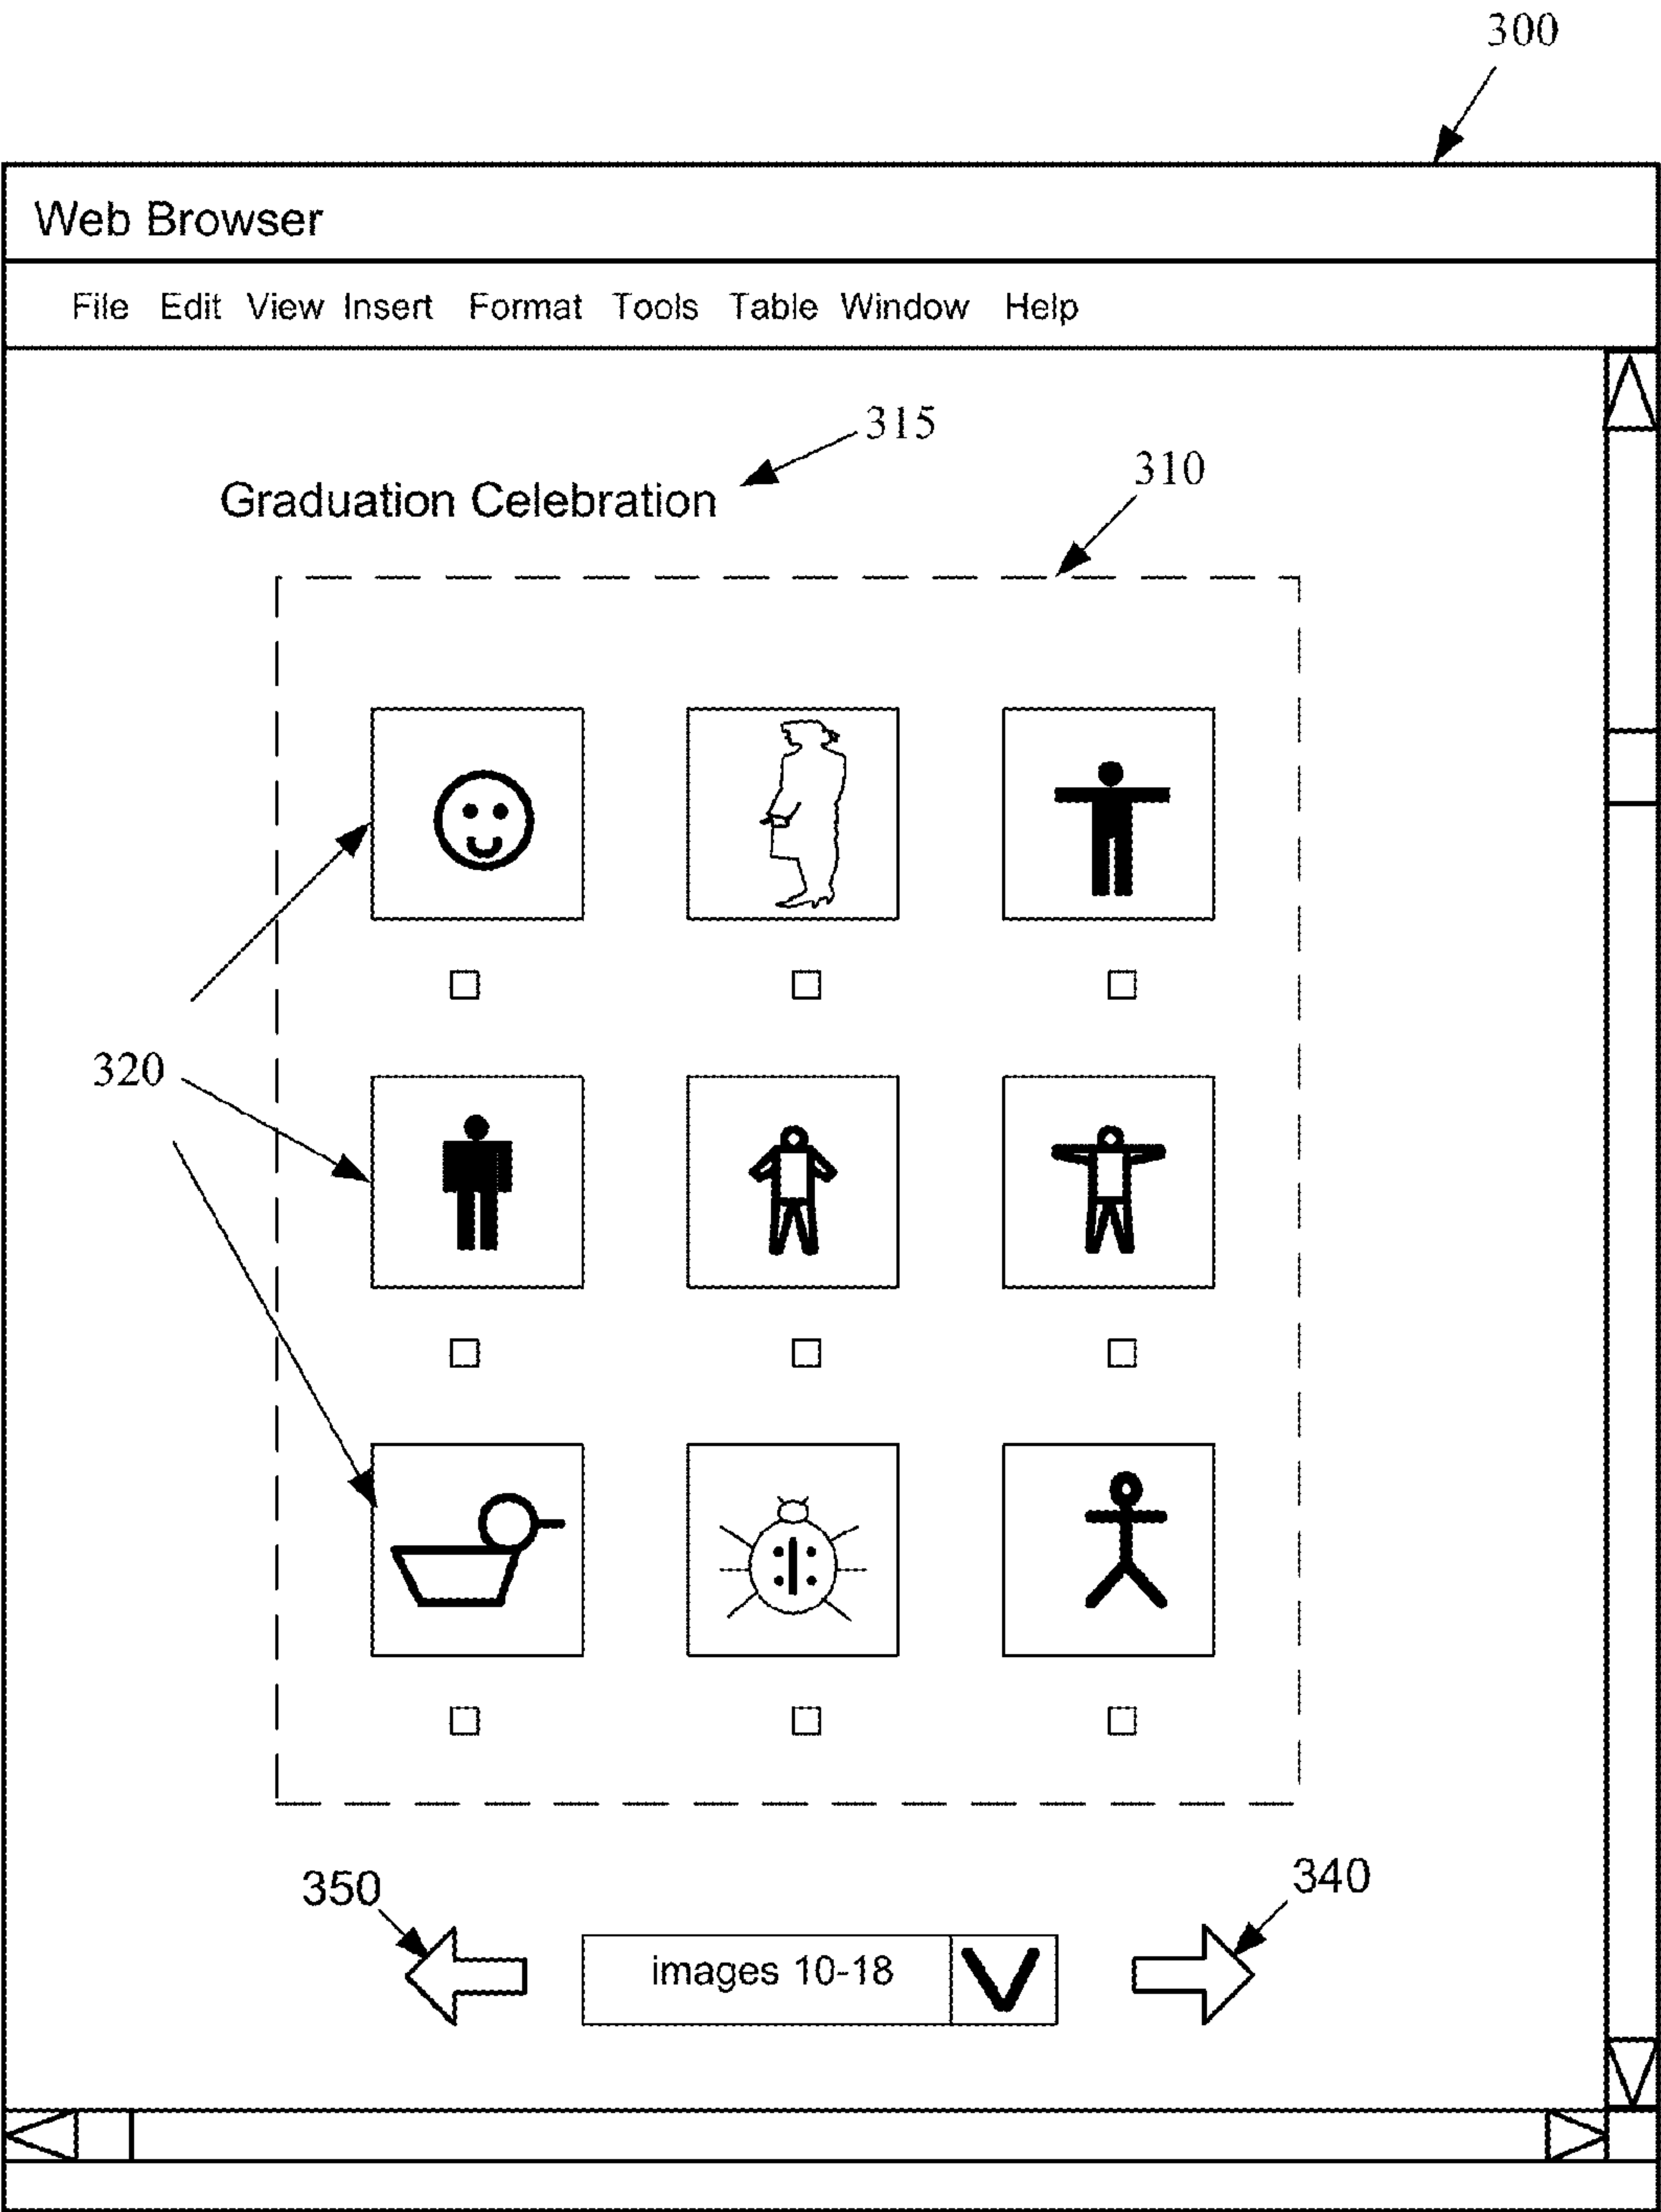 300
Web Browser
File Edit View Insert Format Tools Table Window Help
315
310
Graduation Celebration
320
350
340
images 10-18